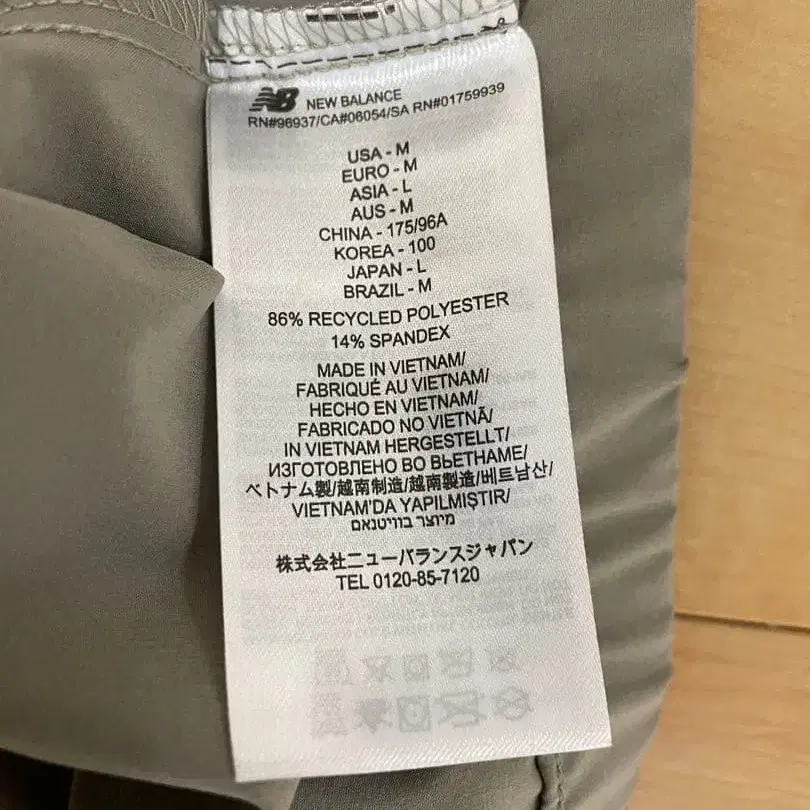 NB NEW BALANCE
RN#96937/CA#06054/SA RN#01759939
USA - M
EURO - M
ASIA - L
AUS - M
CHINA - 175/96A
KOREA - 100
JAPAN - L
BRAZIL - M
86% RECYCLED POLYESTER
14% SPANDEX
MADE IN VIETNAM/
FABRIQUÉ AU VIETNAM/
HECHO EN VIETNAM/
FABRICADO NO VIETNÃ/
IN VIETNAM HERGESTELLT/
ИЗГОТОВЛЕНО ВО ВЬЕТНАМЕ/
ベトナム製/越南制造/越南製造/베트남산/
VIETNAM'DA YAPILMIŞTIR/
מיוצר בווייטנאם
株式会社ニューバランスジャパン
TEL 0120-85-7120